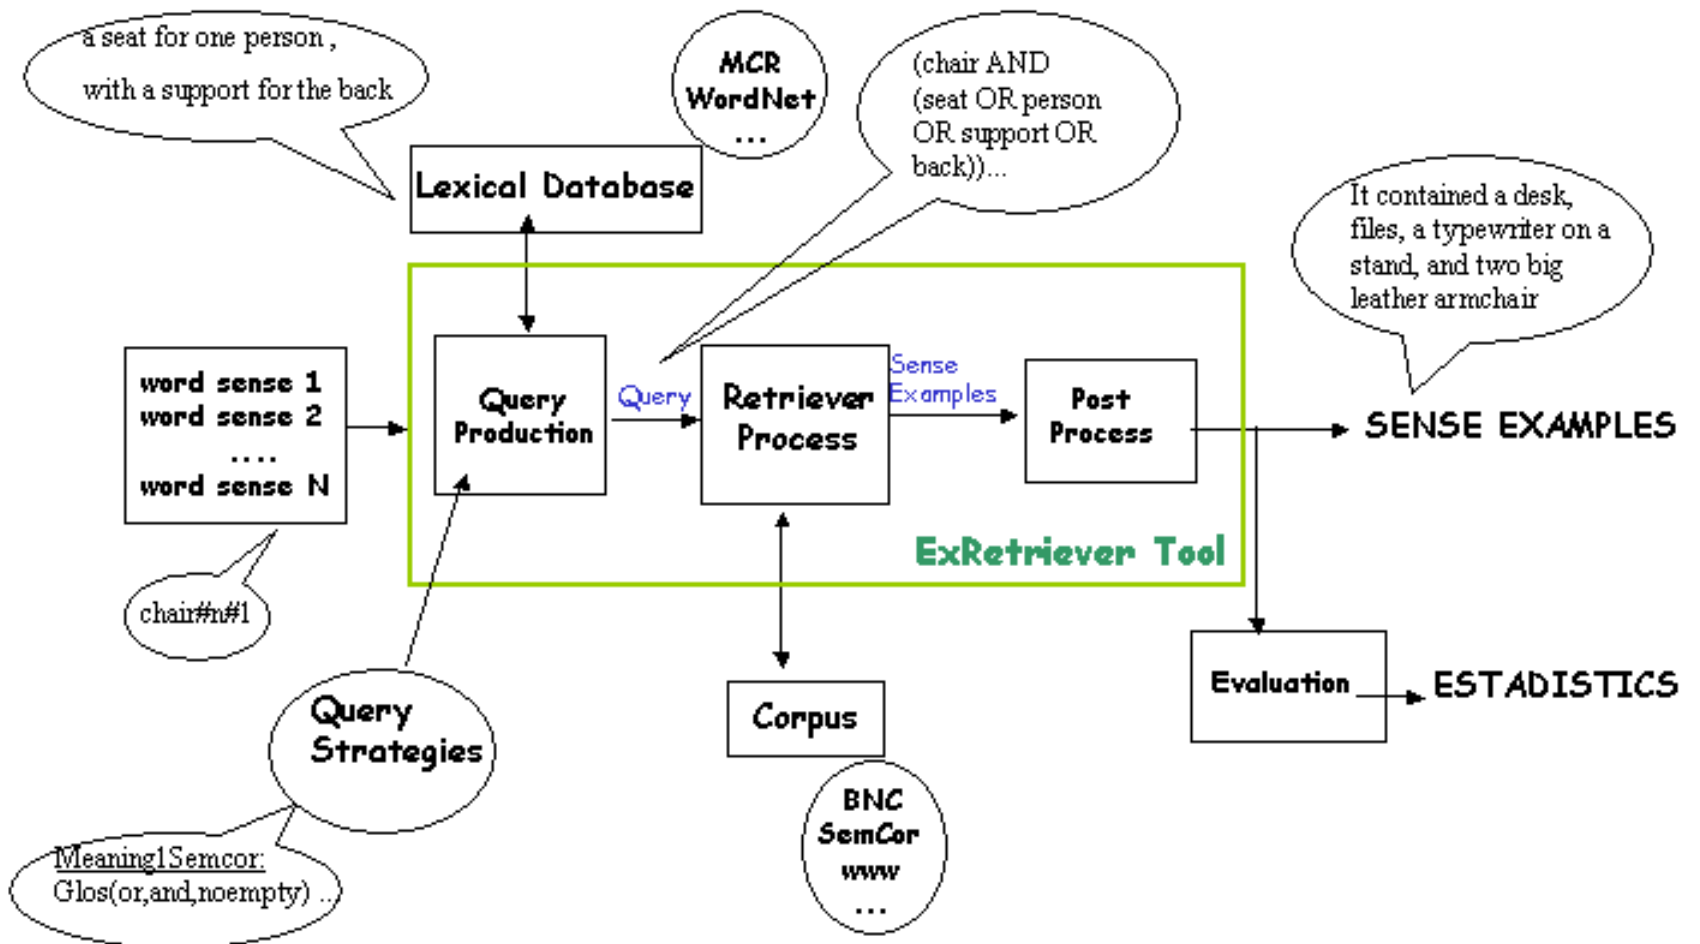 a seat for one person ,
with a support for the back
MCR
WordNet
...
(chair AND
(seat OR person
OR support OR
back))...
Lexical Database
It contained a desk,
files, a typewriter on a
stand, and two big
leather armchair
word sense 1
word sense 2
....
word sense N
Query
Production
Query
Retriever
Process
Sense
Examples
Post
Process
SENSE EXAMPLES
ExRetriever Tool
chair#n#1
Query
Strategies
Corpus
Evaluation
ESTADISTICS
BNC
SemCor
www
...
Meaning1Semcor:
Glos(or,and,noempty) ...